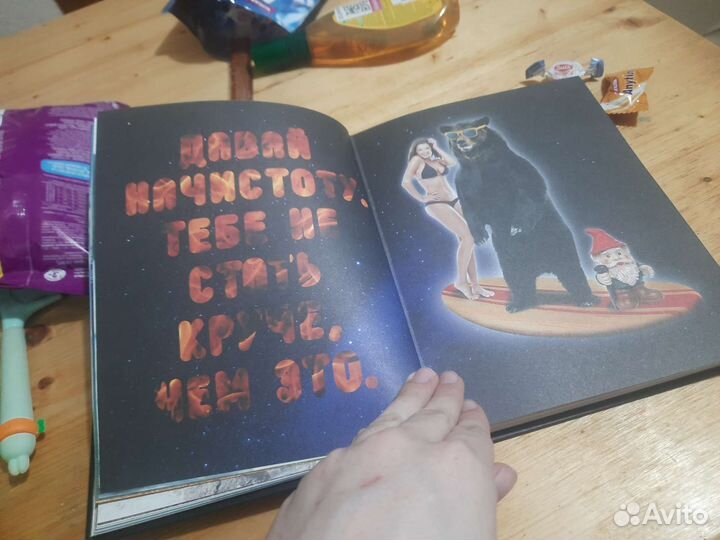 ДАВАЙ
НАЧИСТОТУ,
ТЕБЕ НЕ
СТАТЬ
КРУЧЕ,
ЧЕМ ЭТО.
Avito